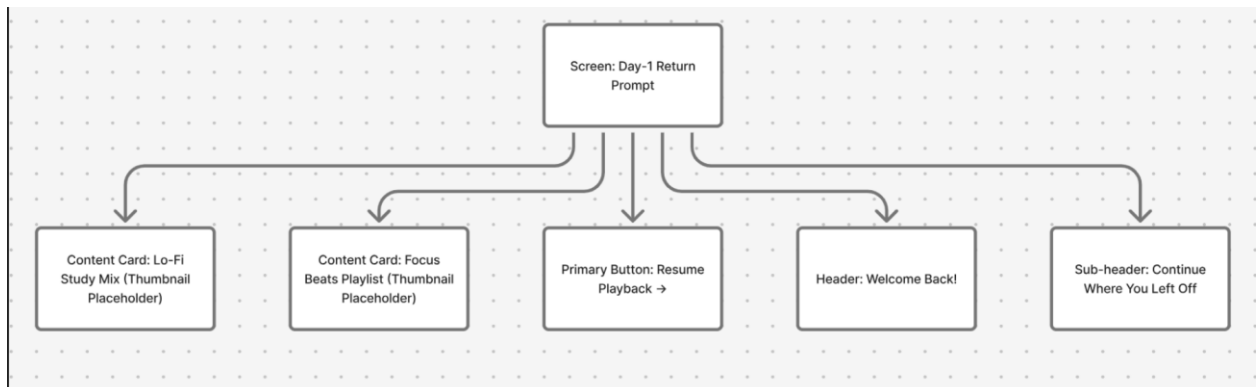 Screen: Day-1 Return
Prompt
Content Card: Lo-Fi
Study Mix (Thumbnail
Placeholder)
Content Card: Focus
Beats Playlist (Thumbnail
Placeholder)
Primary Button: Resume
Playback →
Header: Welcome Back!
Sub-header: Continue
Where You Left Off